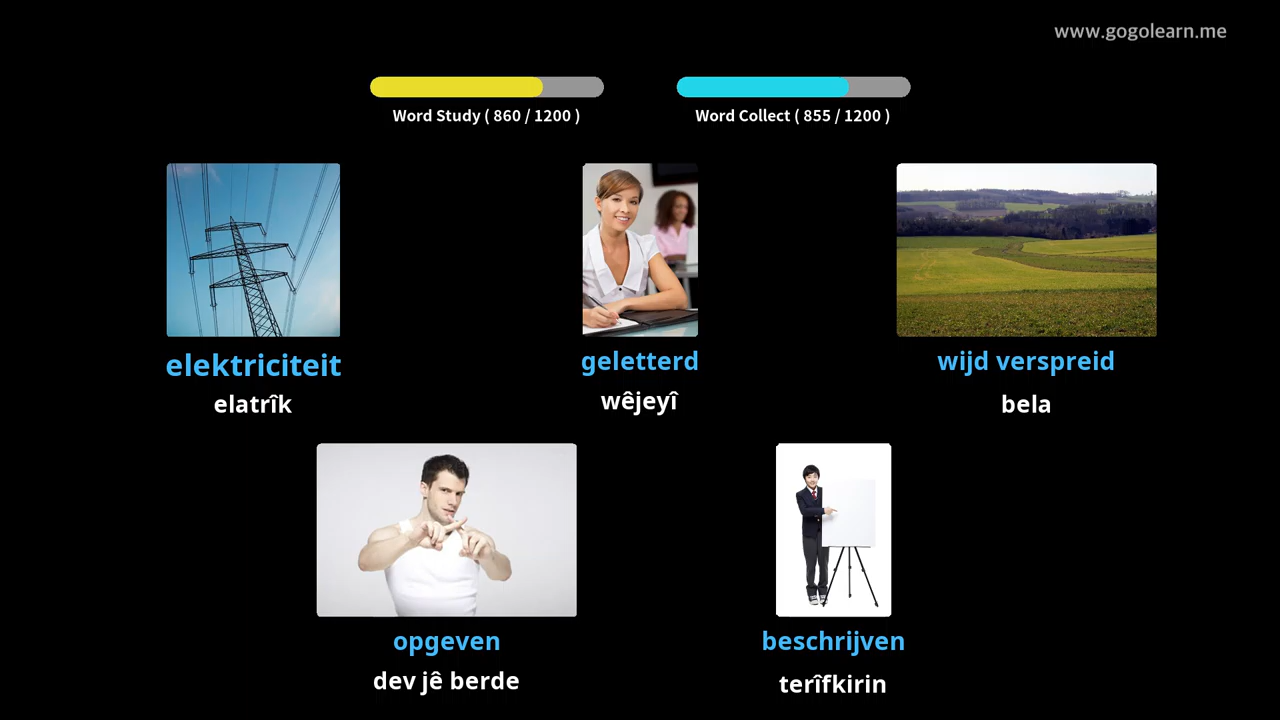 www.gogolearn.me
Word Study ( 860 / 1200 )
Word Collect ( 855 / 1200 )
elektriciteit
geletterd
wijd verspreid
elatrîk
wêjeyî
bela
opgeven
beschrijven
dev jê berde
terîfkirin